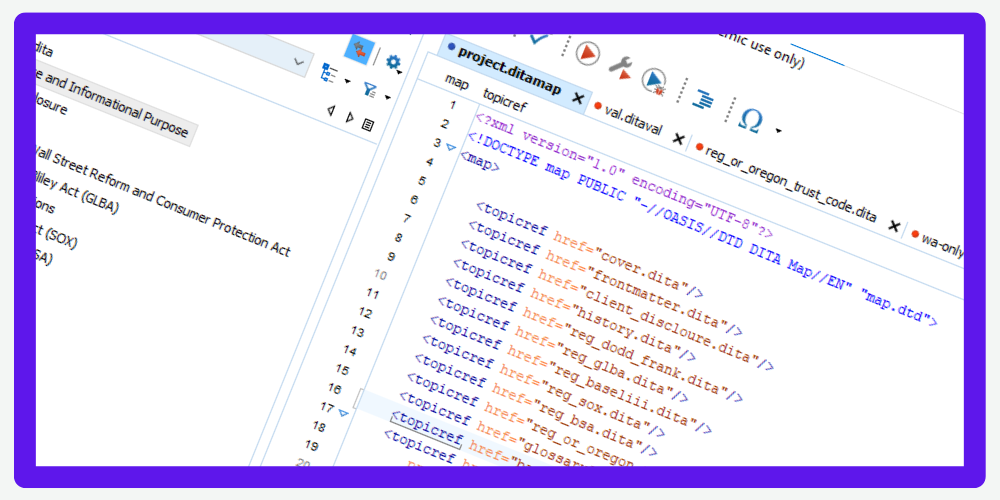 dita
e and Informational Purpose
losure
Wall Street Reform and Consumer Protection Act
Bliley Act (GLBA)
ons
ct (SOX)
SA)
mic use only)
project.ditamap
val.ditaval
reg_or_oregon_trust_code.dita
wa-only
map topicref
1 <?xml version="1.0" encoding="UTF-8"?>
2 <!DOCTYPE map PUBLIC "-//OASIS//DTD DITA Map//EN" "map.dtd">
3 <map>
4
5 <topicref href="cover.dita"/>
6 <topicref href="frontmatter.dita"/>
7 <topicref href="client_discloure.dita"/>
8 <topicref href="history.dita"/>
9 <topicref href="reg_dodd_frank.dita"/>
10 <topicref href="reg_glba.dita"/>
11 <topicref href="reg_baseliii.dita"/>
12 <topicref href="reg_sox.dita"/>
13 <topicref href="reg_bsa.dita"/>
14 <topicref href="reg_or_oregon
15 <topicref href="glossary
16 <topicref href="b
17
18
19
20